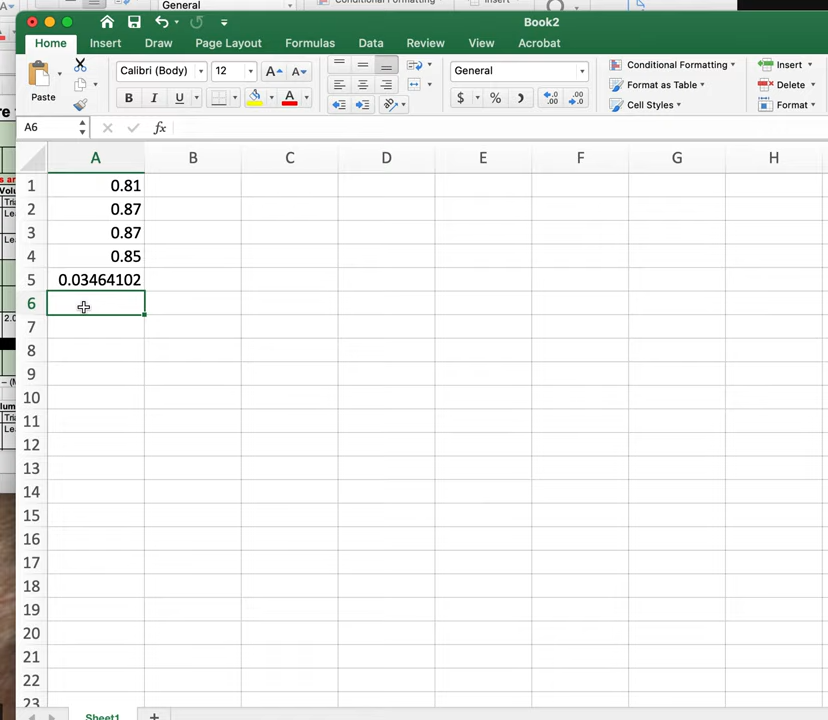 General
Conditional Formatting
Insert
Book2
Home Insert Draw Page Layout Formulas Data Review View Acrobat
Paste
Calibri (Body) 12 A A
B I U A
General
$ % ,
Conditional Formatting
Format as Table
Cell Styles
Insert
Delete
Format
A6 fx
A B C D E F G H
1 0.81
2 0.87
3 0.87
4 0.85
5 0.03464102
6
7
8
9
10
11
12
13
14
15
16
17
18
19
20
21
22
23
Sheet1 +